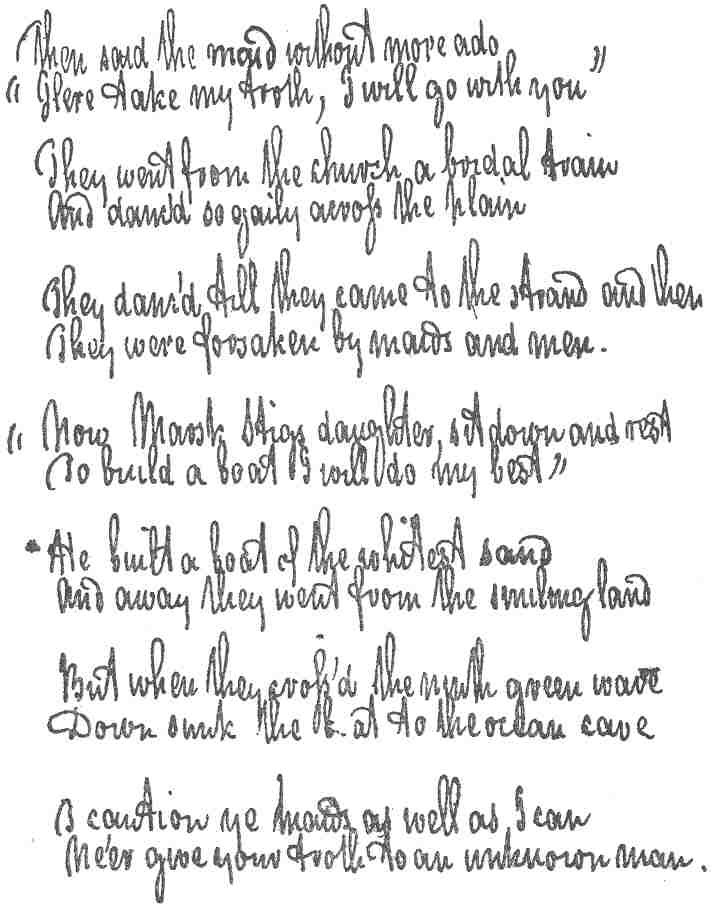 Then said the maid without more ado
"Here take my troth, I will go with you"
They went from the church a bridal train
And danc'd so gaily across the plain
They danc'd till they came to the strand and then
They were forsaken by maids and men.
"Now Marsk Stigs daughter, sit down and rest
To build a boat I will do my best"
He built a boat of the whitest sand
And away they went from the smiling land
But when they cross'd the ninth green wave
Down sunk the b at to the ocean cave
I caution ye maids as well as I can
Ne'er give your troth to an unknown man.